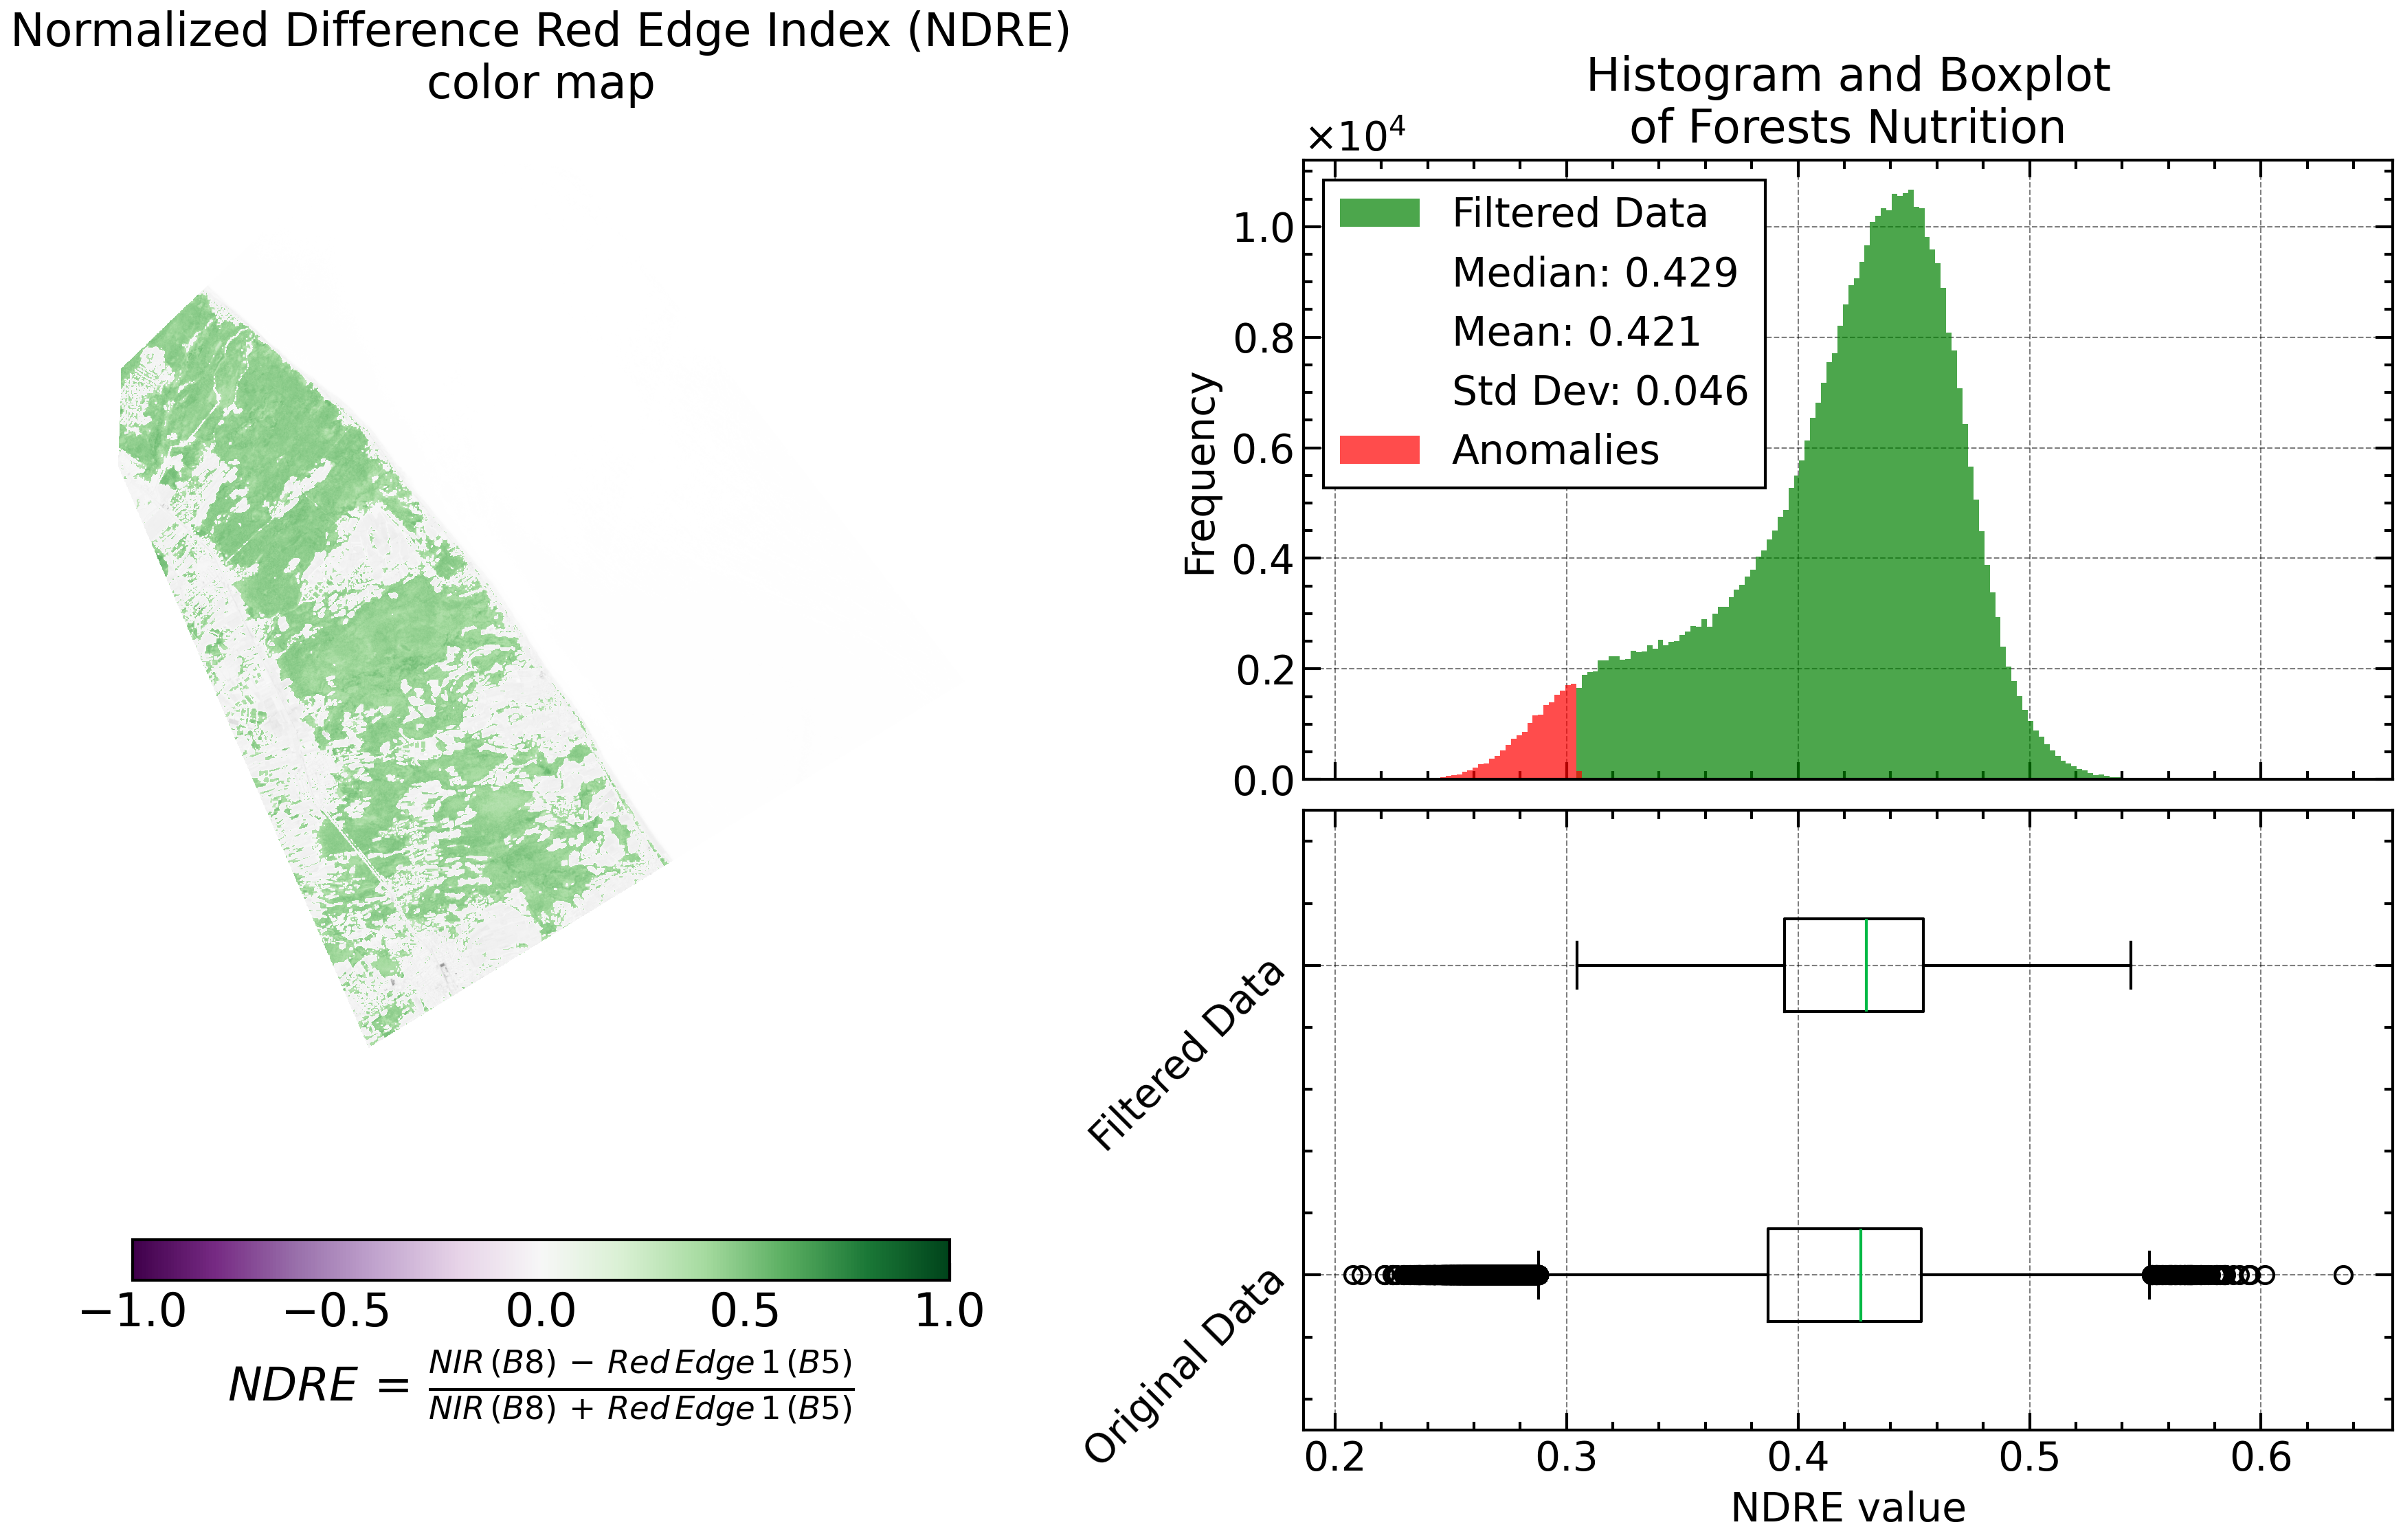 Normalized Difference Red Edge Index (NDRE)
color map
−1.0 −0.5 0.0 0.5 1.0
NDRE = NIR (B8) − Red Edge 1 (B5) / NIR (B8) + Red Edge 1 (B5)
Histogram and Boxplot
of Forests Nutrition
×10⁴
1.0
0.8
0.6
0.4
0.2
0.0
Frequency
Filtered Data
Median: 0.429
Mean: 0.421
Std Dev: 0.046
Anomalies
Filtered Data
Original Data
0.2 0.3 0.4 0.5 0.6
NDRE value